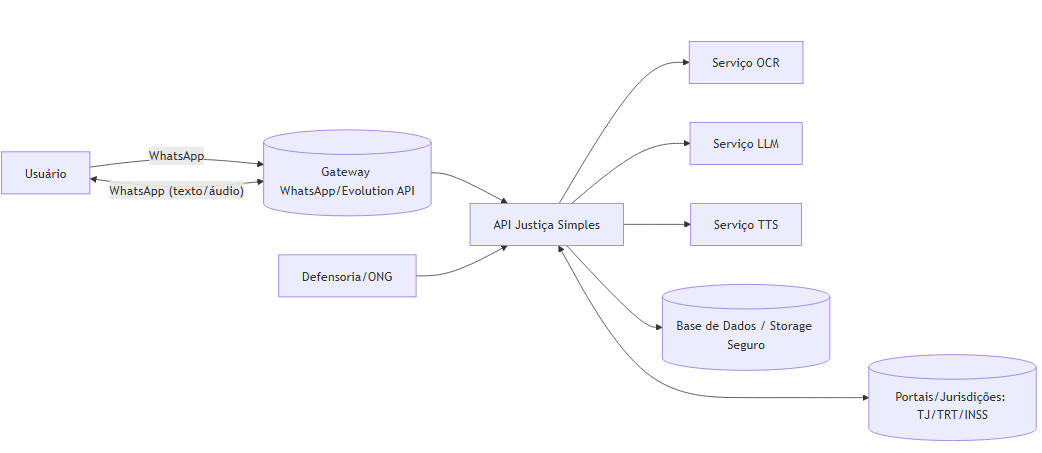 Usuário
WhatsApp
WhatsApp (texto/áudio)
Gateway
WhatsApp/Evolution API
Defensoria/ONG
API Justiça Simples
Serviço OCR
Serviço LLM
Serviço TTS
Base de Dados / Storage
Seguro
Portais/Jurisdições:
TJ/TRT/INSS